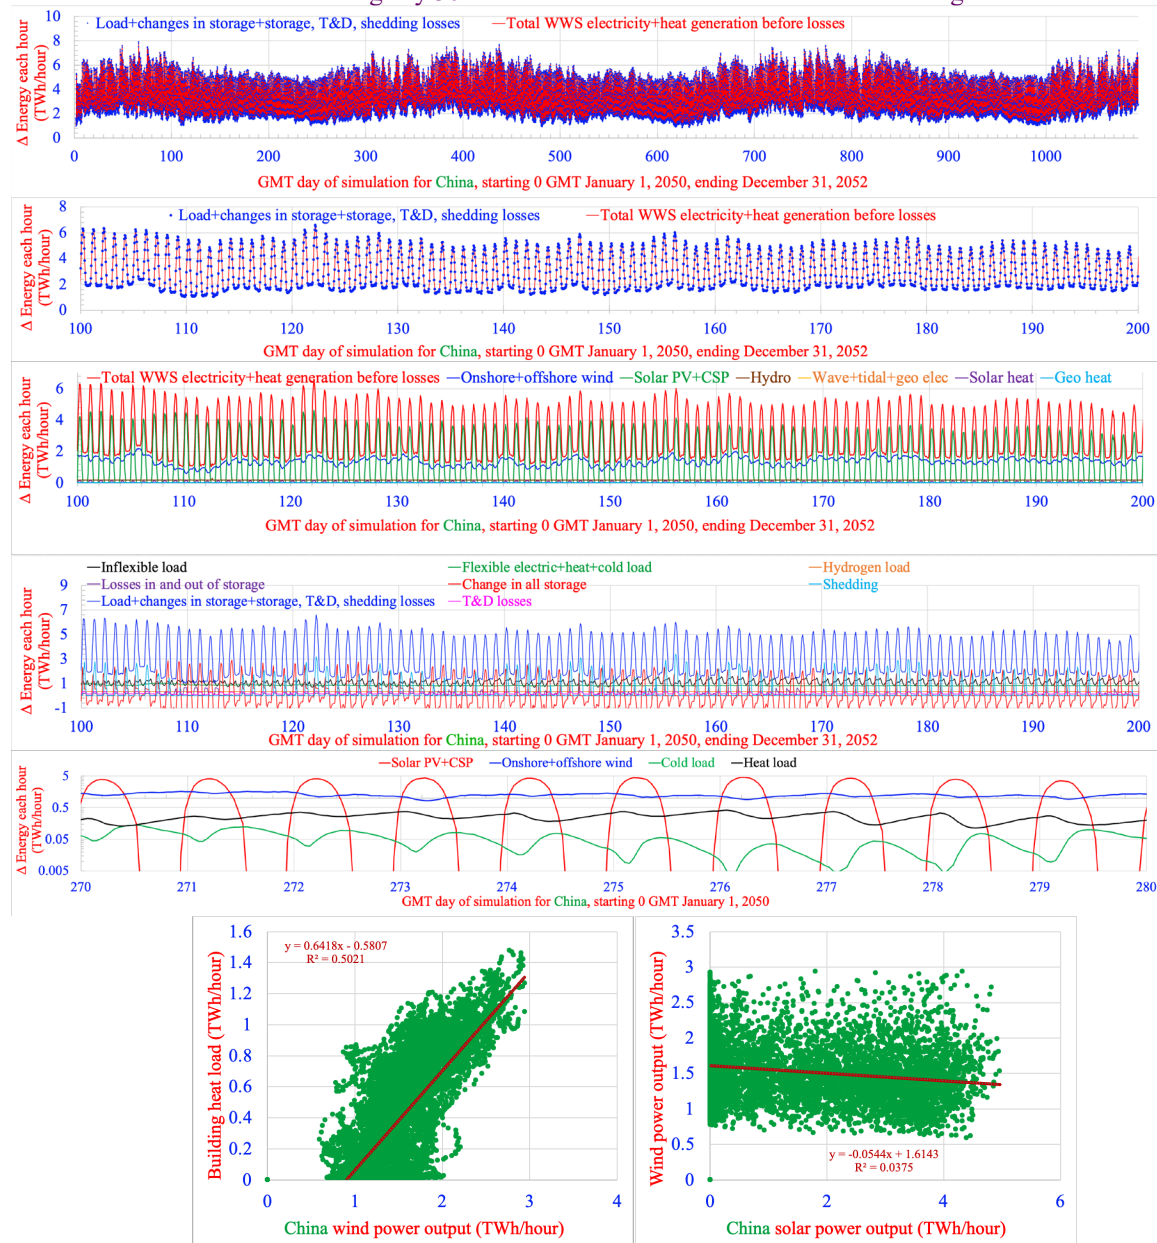 10
8
6
4
2
0
Δ Energy each hour
(TWh/hour)
· Load+changes in storage+storage, T&D, shedding losses —Total WWS electricity+heat generation before losses
0 100 200 300 400 500 600 700 800 900 1000
GMT day of simulation for China, starting 0 GMT January 1, 2050, ending December 31, 2052
8
6
4
2
0
Δ Energy each hour
(TWh/hour)
· Load+changes in storage+storage, T&D, shedding losses —Total WWS electricity+heat generation before losses
100 110 120 130 140 150 160 170 180 190 200
GMT day of simulation for China, starting 0 GMT January 1, 2050, ending December 31, 2052
6
4
2
0
Δ Energy each hour
(TWh/hour)
—Total WWS electricity+heat generation before losses —Onshore+offshore wind —Solar PV+CSP —Hydro —Wave+tidal+geo elec —Solar heat —Geo heat
100 110 120 130 140 150 160 170 180 190 200
GMT day of simulation for China, starting 0 GMT January 1, 2050, ending December 31, 2052
—Inflexible load —Flexible electric+heat+cold load —Hydrogen load
—Losses in and out of storage —Change in all storage —Shedding
—Load+changes in storage+storage, T&D, shedding losses —T&D losses
9
7
5
3
1
-1
Δ Energy each hour
(TWh/hour)
100 110 120 130 140 150 160 170 180 190 200
GMT day of simulation for China, starting 0 GMT January 1, 2050, ending December 31, 2052
—Solar PV+CSP —Onshore+offshore wind —Cold load —Heat load
5
0.5
0.05
0.005
Δ Energy each hour
(TWh/hour)
270 271 272 273 274 275 276 277 278 279 280
GMT day of simulation for China, starting 0 GMT January 1, 2050
1.6
1.4
1.2
1
0.8
0.6
0.4
0.2
0
Building heat load (TWh/hour)
y = 0.6418x - 0.5807
R² = 0.5021
0 1 2 3 4
China wind power output (TWh/hour)
3.5
3
2.5
2
1.5
1
0.5
0
Wind power output (TWh/hour)
y = -0.0544x + 1.6143
R² = 0.0375
0 2 4 6
China solar power output (TWh/hour)